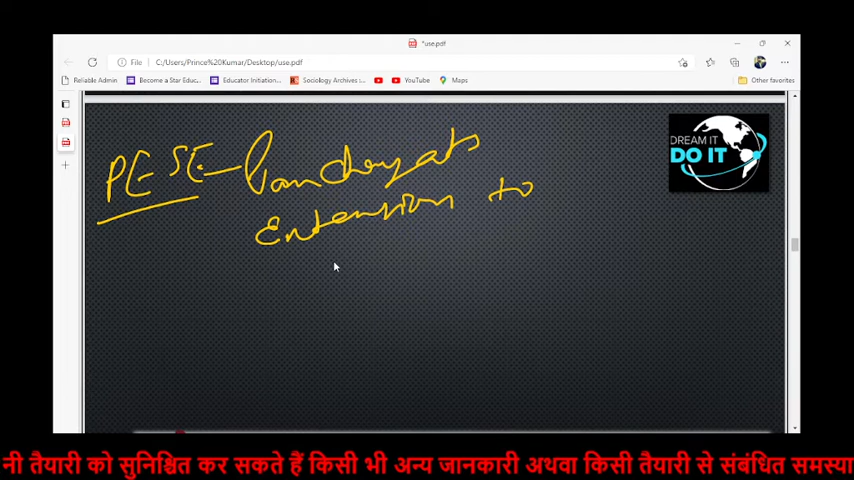 *use.pdf
File C:/Users/Prince%20Kumar/Desktop/use.pdf
Reliable Admin Become a Star Educ... Educator Initiation... Sociology Archives :... YouTube Maps Other favorites
PESE - Panchayats
Extension to
DREAM IT
DO IT
नी तैयारी को सुनिश्चित कर सकते हैं किसी भी अन्य जानकारी अथवा किसी तैयारी से संबंधित समस्या